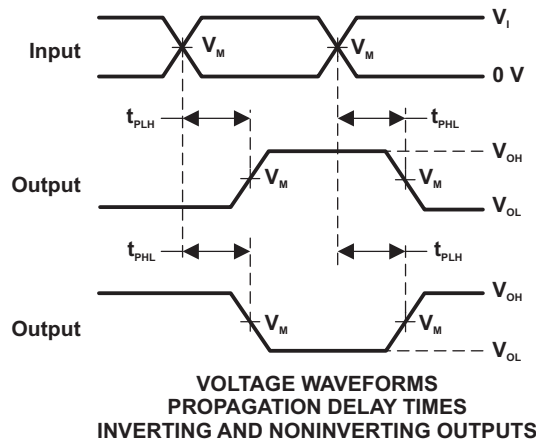 V_I
Input V_M V_M
0 V
t_PLH t_PHL
V_OH
Output V_M V_M
V_OL
t_PHL t_PLH
V_OH
Output V_M V_M
V_OL
VOLTAGE WAVEFORMS
PROPAGATION DELAY TIMES
INVERTING AND NONINVERTING OUTPUTS